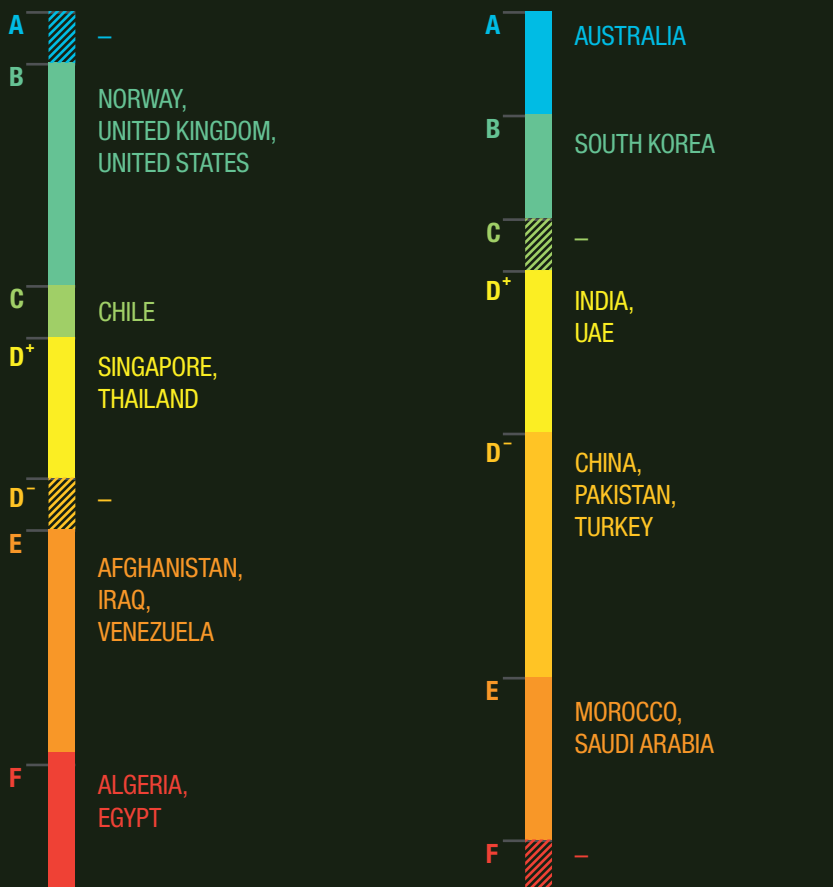 A
–
B
NORWAY,
UNITED KINGDOM,
UNITED STATES
C
CHILE
D+
SINGAPORE,
THAILAND
D–
–
E
AFGHANISTAN,
IRAQ,
VENEZUELA
F
ALGERIA,
EGYPT
A
AUSTRALIA
B
SOUTH KOREA
C
–
D+
INDIA,
UAE
D–
CHINA,
PAKISTAN,
TURKEY
E
MOROCCO,
SAUDI ARABIA
F
–